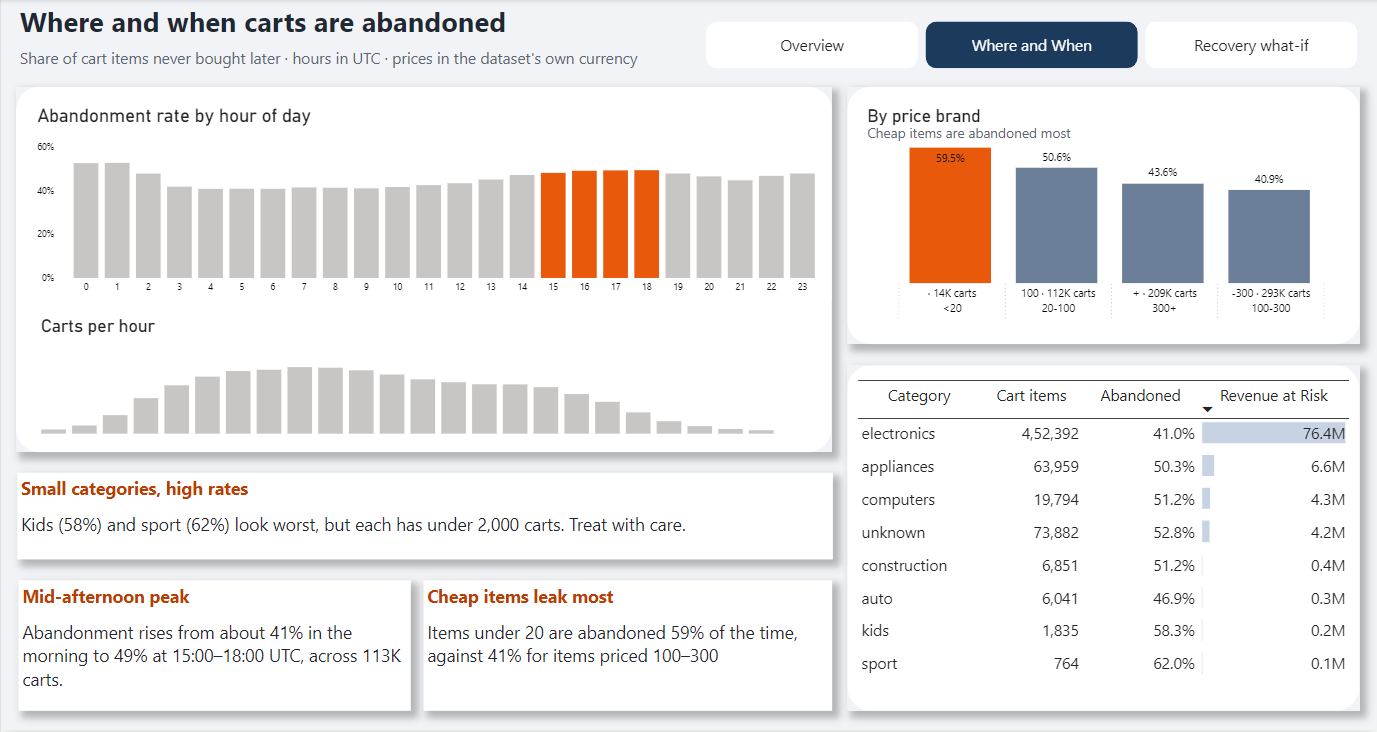 Where and when carts are abandoned
Share of cart items never bought later · hours in UTC · prices in the dataset's own currency
Overview
Where and When
Recovery what-if
Abandonment rate by hour of day
60%
40%
20%
0%
0 1 2 3 4 5 6 7 8 9 10 11 12 13 14 15 16 17 18 19 20 21 22 23
Carts per hour
By price brand
Cheap items are abandoned most
59.5% 50.6% 43.6% 40.9%
· 14K carts 100 · 112K carts + · 209K carts -300 · 293K carts
<20 20-100 300+ 100-300
Small categories, high rates
Kids (58%) and sport (62%) look worst, but each has under 2,000 carts. Treat with care.
Mid-afternoon peak
Abandonment rises from about 41% in the
morning to 49% at 15:00–18:00 UTC, across 113K
carts.
Cheap items leak most
Items under 20 are abandoned 59% of the time,
against 41% for items priced 100–300
Category Cart items Abandoned Revenue at Risk
electronics 4,52,392 41.0% 76.4M
appliances 63,959 50.3% 6.6M
computers 19,794 51.2% 4.3M
unknown 73,882 52.8% 4.2M
construction 6,851 51.2% 0.4M
auto 6,041 46.9% 0.3M
kids 1,835 58.3% 0.2M
sport 764 62.0% 0.1M